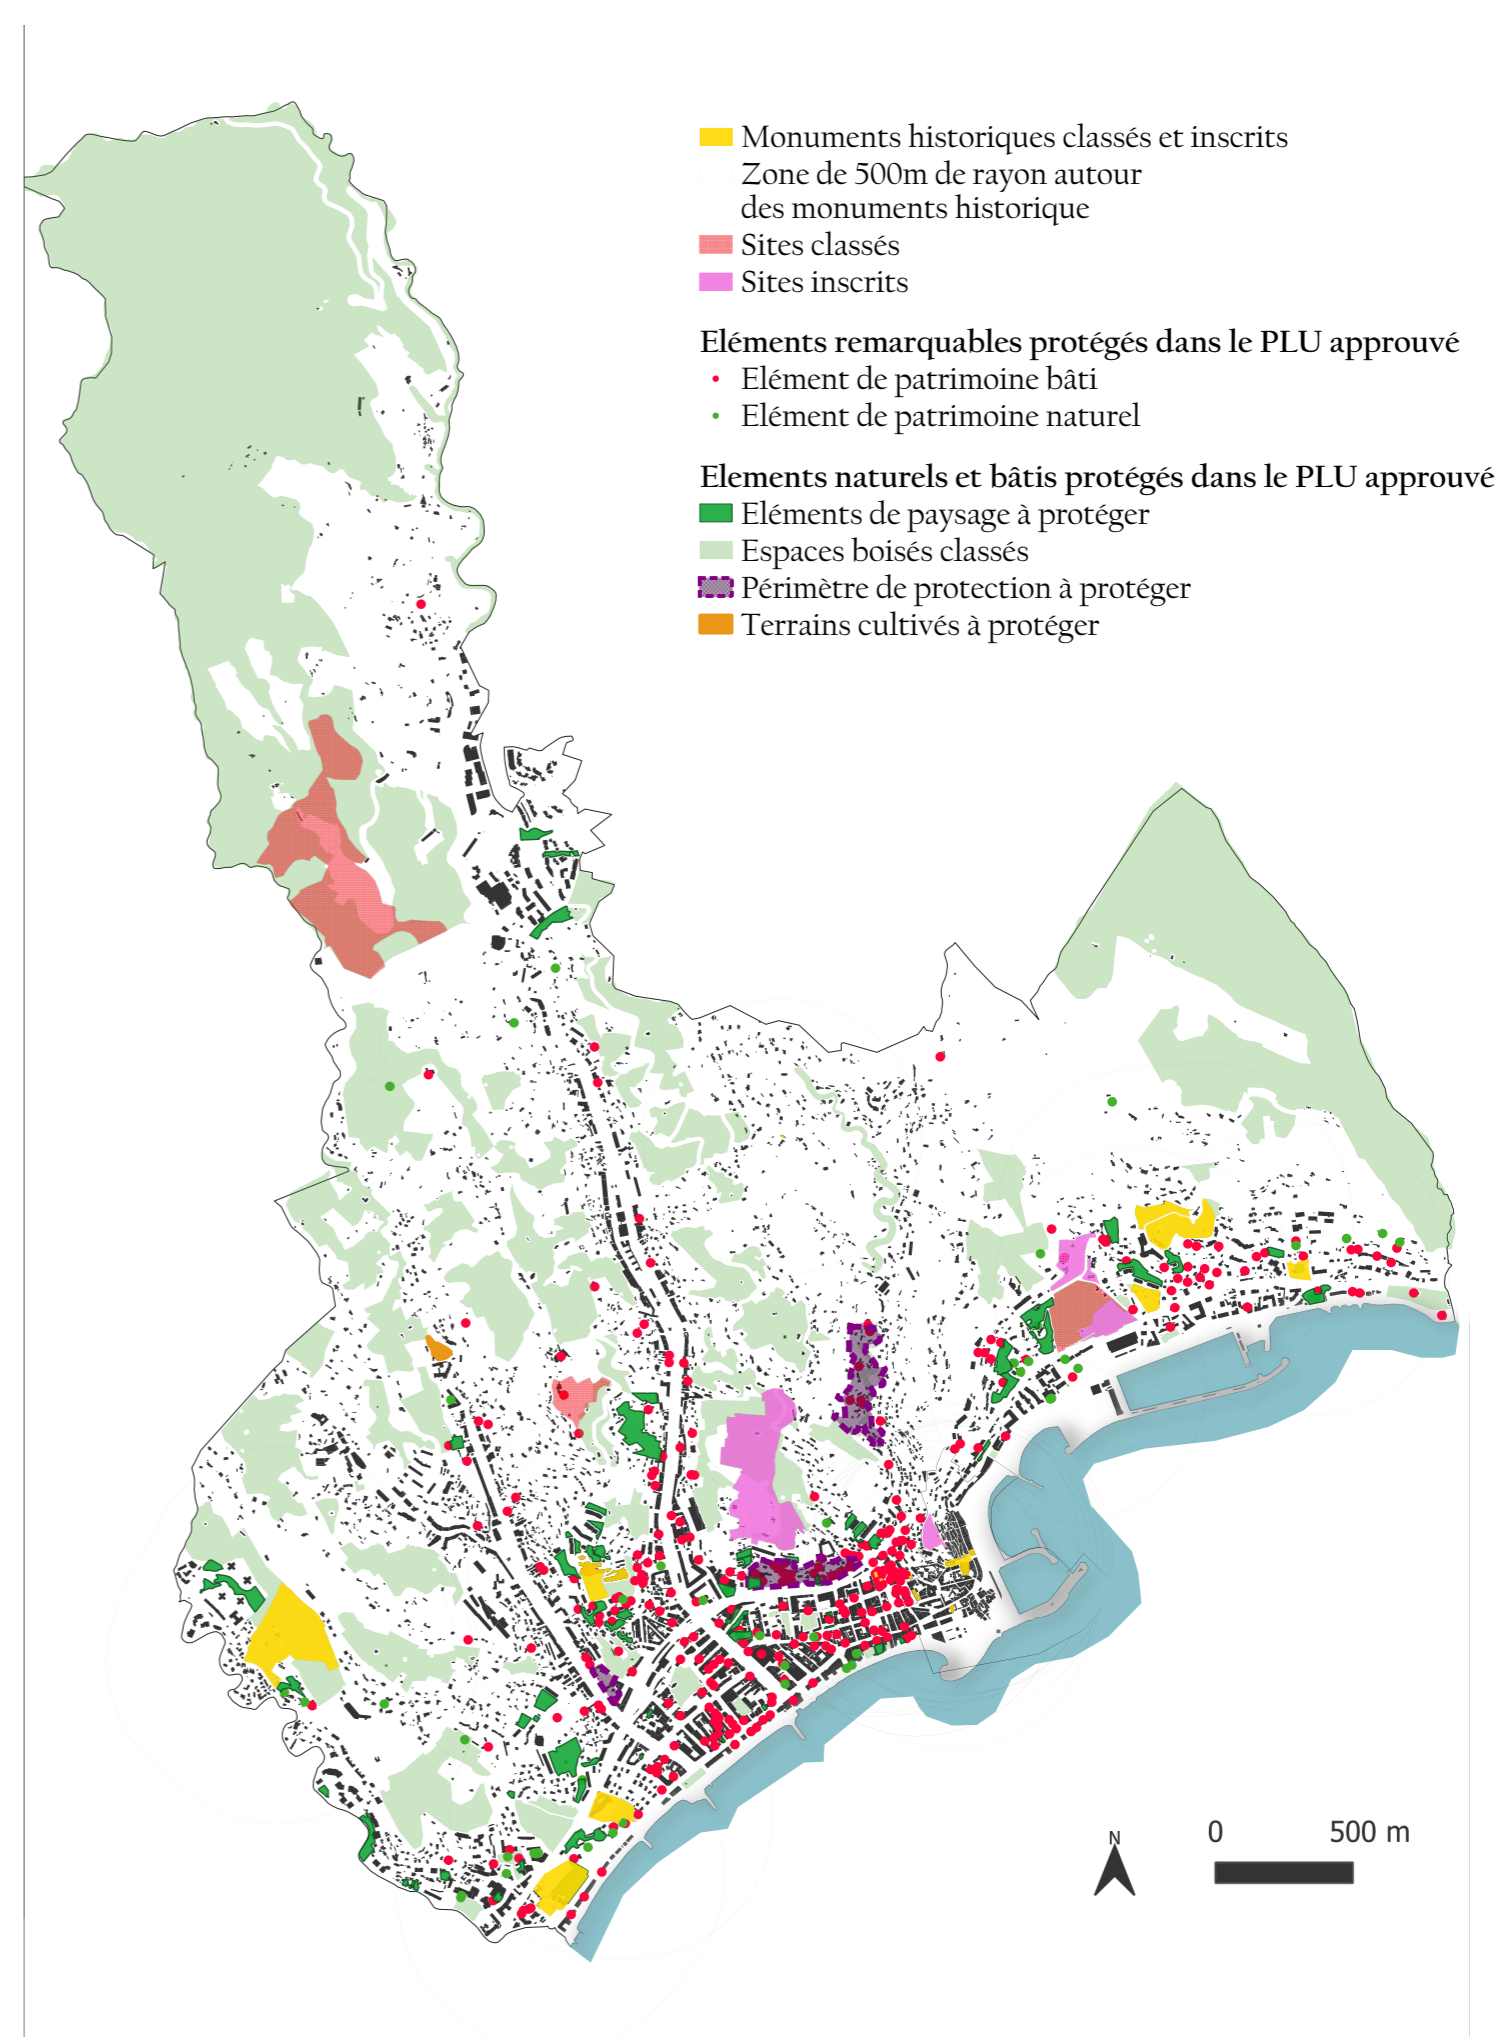 Monuments historiques classés et inscrits
Zone de 500m de rayon autour
des monuments historique
Sites classés
Sites inscrits
Eléments remarquables protégés dans le PLU approuvé
Elément de patrimoine bâti
Elément de patrimoine naturel
Elements naturels et bâtis protégés dans le PLU approuvé
Eléments de paysage à protéger
Espaces boisés classés
Périmètre de protection à protéger
Terrains cultivés à protéger
N
0 500 m